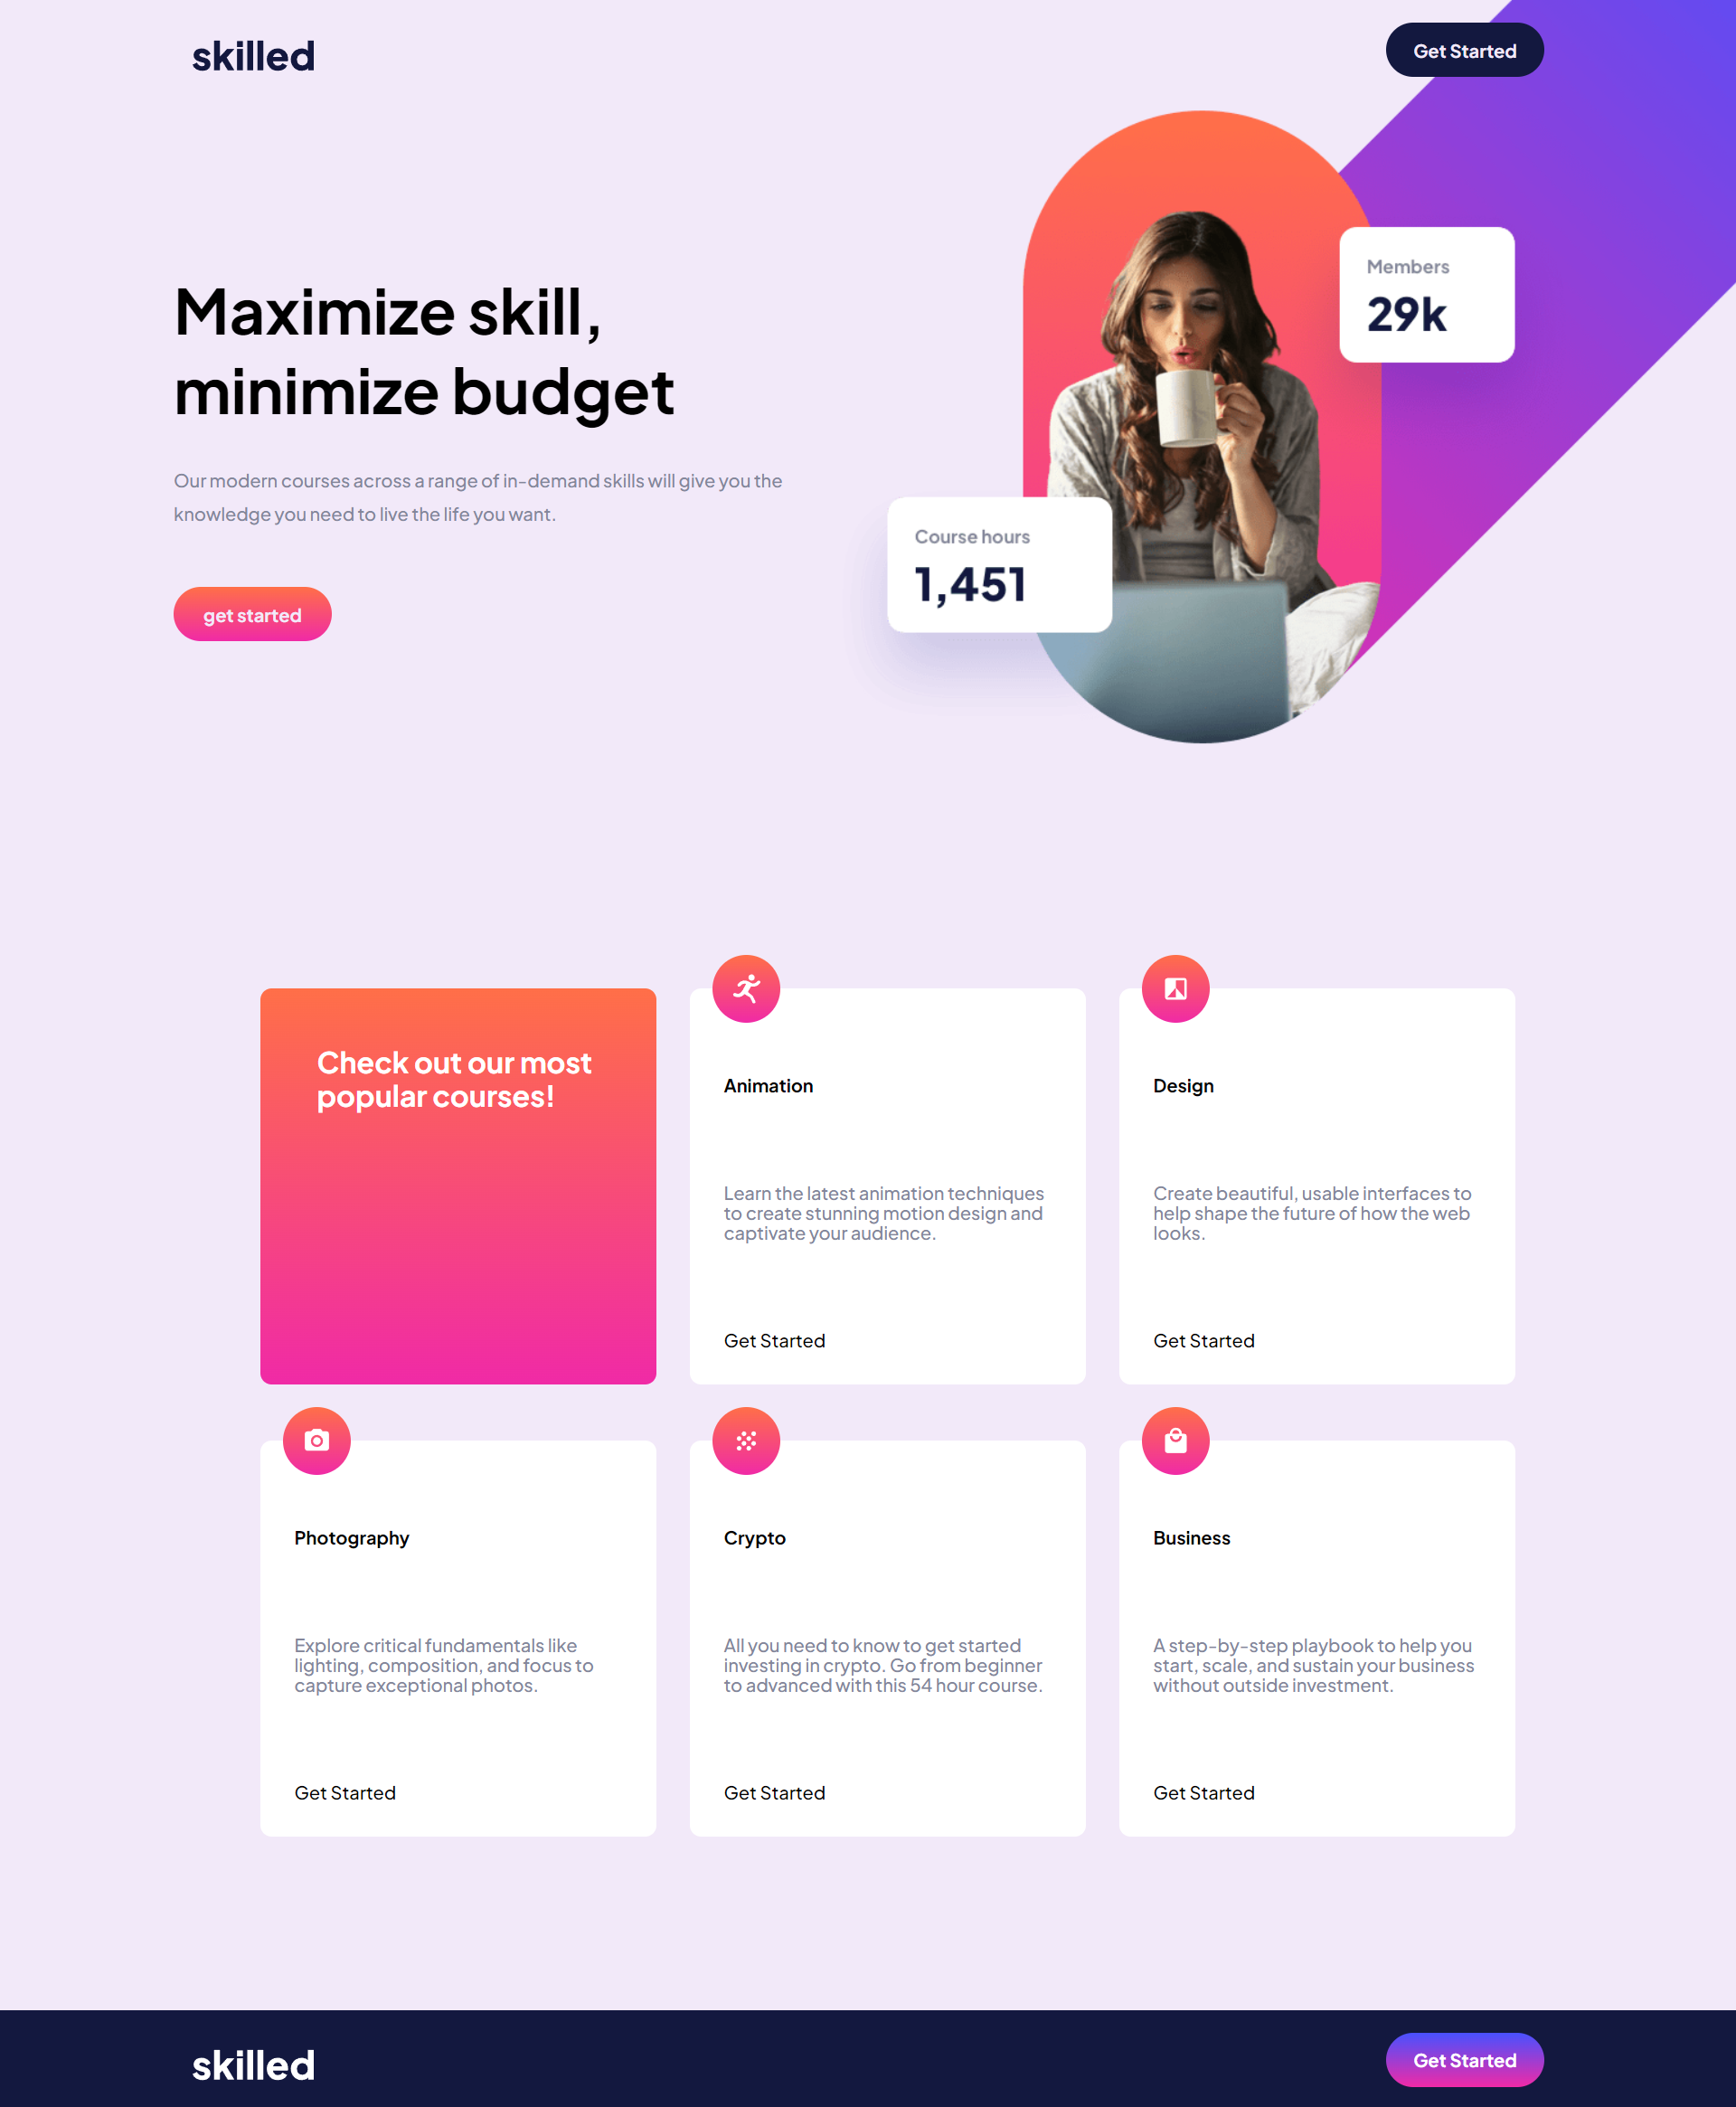 skilled
Get Started
Maximize skill,
minimize budget
Our modern courses across a range of in-demand skills will give you the
knowledge you need to live the life you want.
get started
Members
29k
Course hours
1,451
Check out our most
popular courses!
Animation
Learn the latest animation techniques
to create stunning motion design and
captivate your audience.
Get Started
Design
Create beautiful, usable interfaces to
help shape the future of how the web
looks.
Get Started
Photography
Explore critical fundamentals like
lighting, composition, and focus to
capture exceptional photos.
Get Started
Crypto
All you need to know to get started
investing in crypto. Go from beginner
to advanced with this 54 hour course.
Get Started
Business
A step-by-step playbook to help you
start, scale, and sustain your business
without outside investment.
Get Started
skilled
Get Started